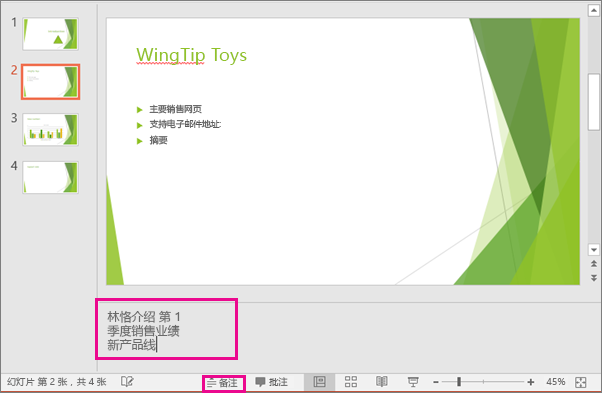 1
2
3
4
WingTip Toys
主要销售网页
支持电子邮件地址:
摘要
林恪介绍 第 1
季度销售业绩
新产品线
幻灯片 第 2 张，共 4 张
备注
批注
45%